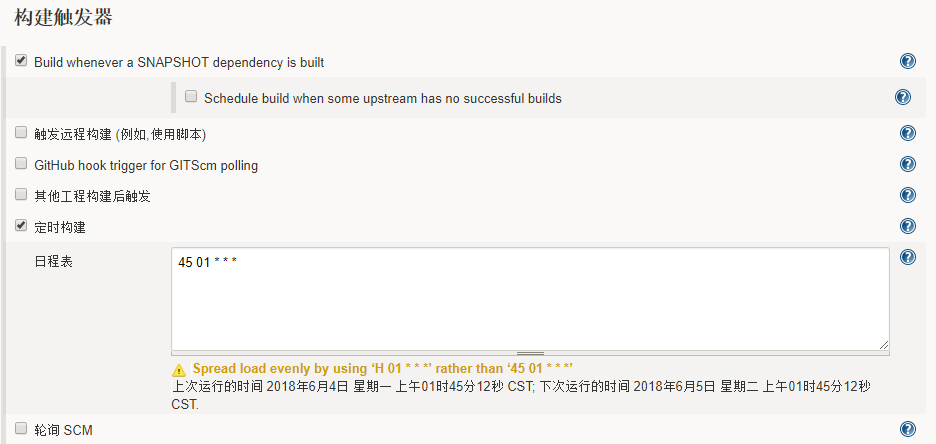 构建触发器
Build whenever a SNAPSHOT dependency is built
Schedule build when some upstream has no successful builds
触发远程构建 (例如,使用脚本)
GitHub hook trigger for GITScm polling
其他工程构建后触发
定时构建
日程表
45 01 * * *
Spread load evenly by using ‘H 01 * * *’ rather than ‘45 01 * * *’
上次运行的时间 2018年6月4日 星期一 上午01时45分12秒 CST; 下次运行的时间 2018年6月5日 星期二 上午01时45分12秒
CST.
轮询 SCM